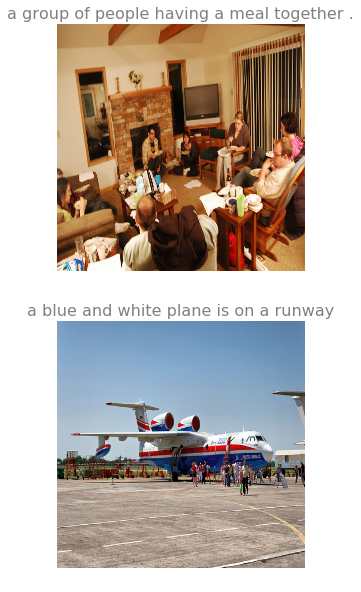 a group of people having a meal together .
a blue and white plane is on a runway